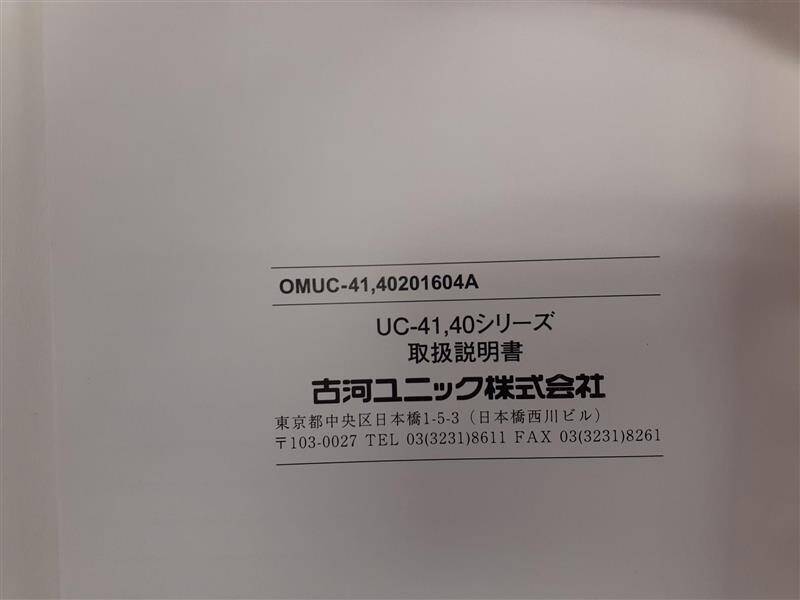 OMUC-41,40201604A
UC-41,40シリーズ
取扱説明書
古河ユニック株式会社
東京都中央区日本橋1-5-3（日本橋西川ビル）
〒103-0027 TEL 03(3231)8611 FAX 03(3231)8261